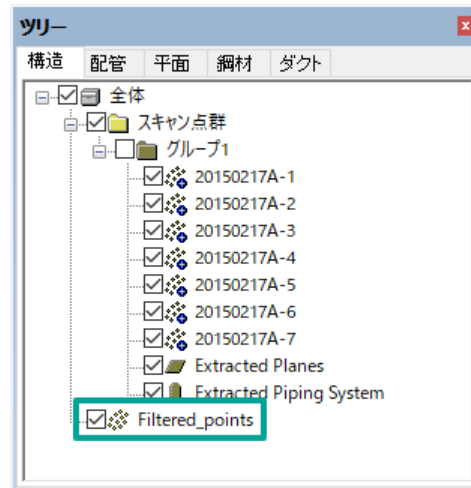 ツリー
構造 配管 平面 鋼材 ダクト
全体
スキャン点群
グループ1
20150217A-1
20150217A-2
20150217A-3
20150217A-4
20150217A-5
20150217A-6
20150217A-7
Extracted Planes
Extracted Piping System
Filtered_points